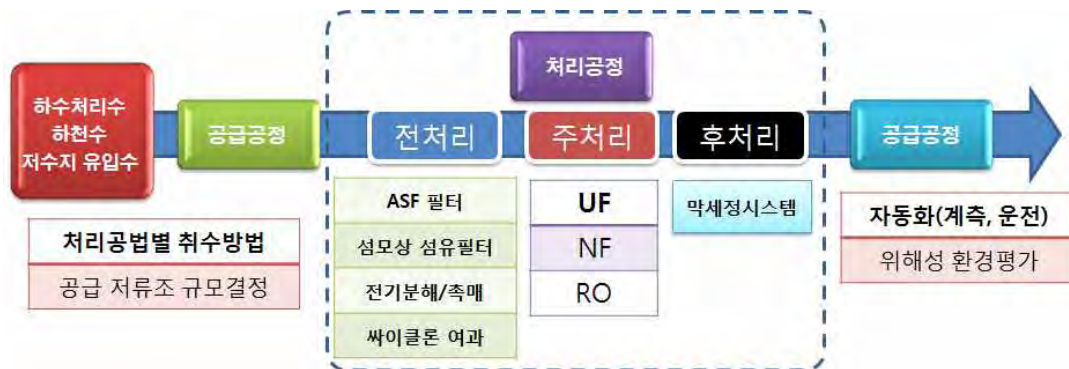 하수처리수
하천수
저수지 유입수
공급공정
처리공정
전처리
주처리
후처리
공급공정
처리공법별 취수방법
공급 저류조 규모결정
ASF 필터
섬모상 섬유필터
전기분해/촉매
싸이클론 여과
UF
NF
RO
막세정시스템
자동화(계측, 운전)
위해성 환경평가